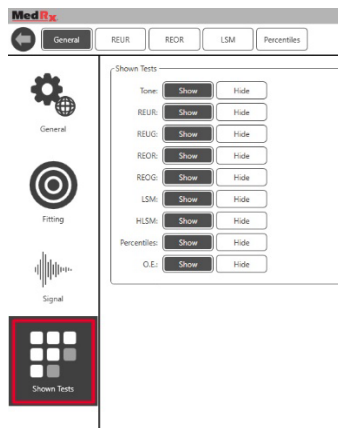 MedRx
General REUR REOR LSM Percentiles
Shown Tests
Tone: Show Hide
REUR: Show Hide
REUG: Show Hide
REOR: Show Hide
REOG: Show Hide
LSM: Show Hide
HLSM: Show Hide
Percentiles: Show Hide
O.E.: Show Hide
General
Fitting
Signal
Shown Tests